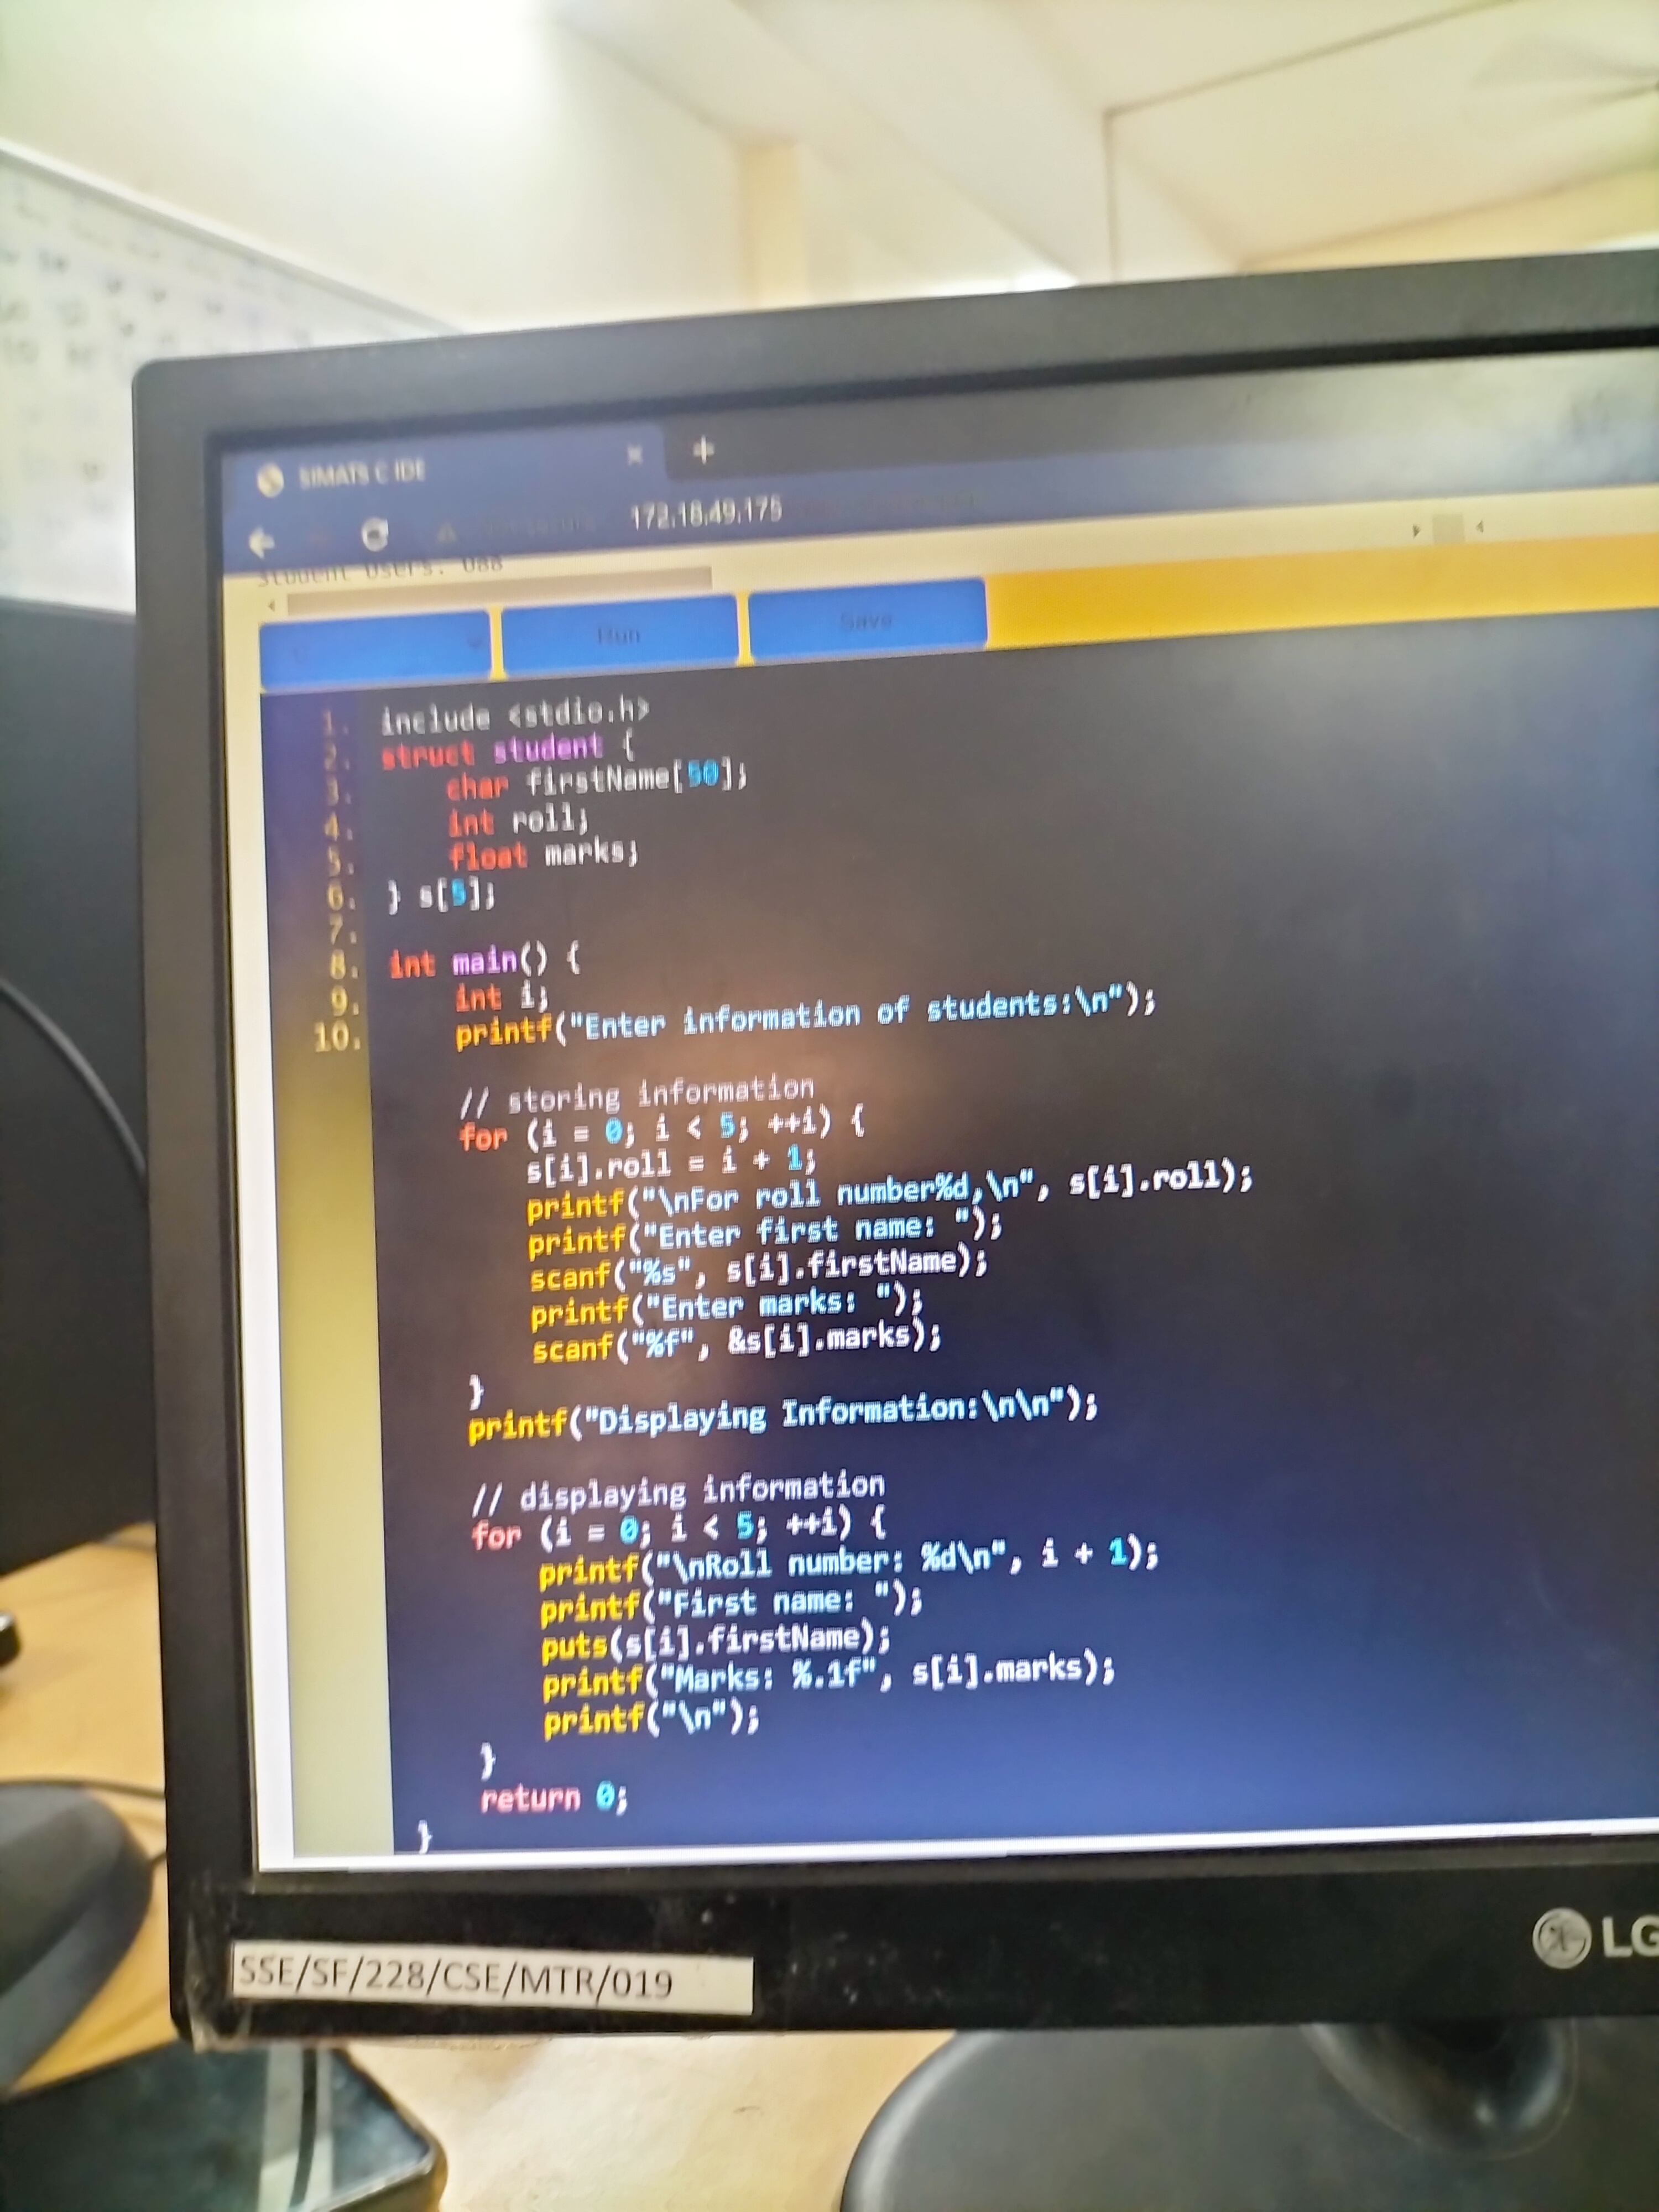 SIMATS C IDE
172.18.49.175
Student Users: 088
Run
Save
1. include <stdio.h>
2. struct student {
3. char firstName[50];
4. int roll;
5. float marks;
6. } s[5];
7.
8. int main() {
9. int i;
10. printf("Enter information of students:\n");
// storing information
for (i = 0; i < 5; ++i) {
s[i].roll = i + 1;
printf("\nFor roll number%d,\n", s[i].roll);
printf("Enter first name: ");
scanf("%s", s[i].firstName);
printf("Enter marks: ");
scanf("%f", &s[i].marks);
}
printf("Displaying Information:\n\n");
// displaying information
for (i = 0; i < 5; ++i) {
printf("\nRoll number: %d\n", i + 1);
printf("First name: ");
puts(s[i].firstName);
printf("Marks: %.1f", s[i].marks);
printf("\n");
}
return 0;
}
LG
SSE/SF/228/CSE/MTR/019